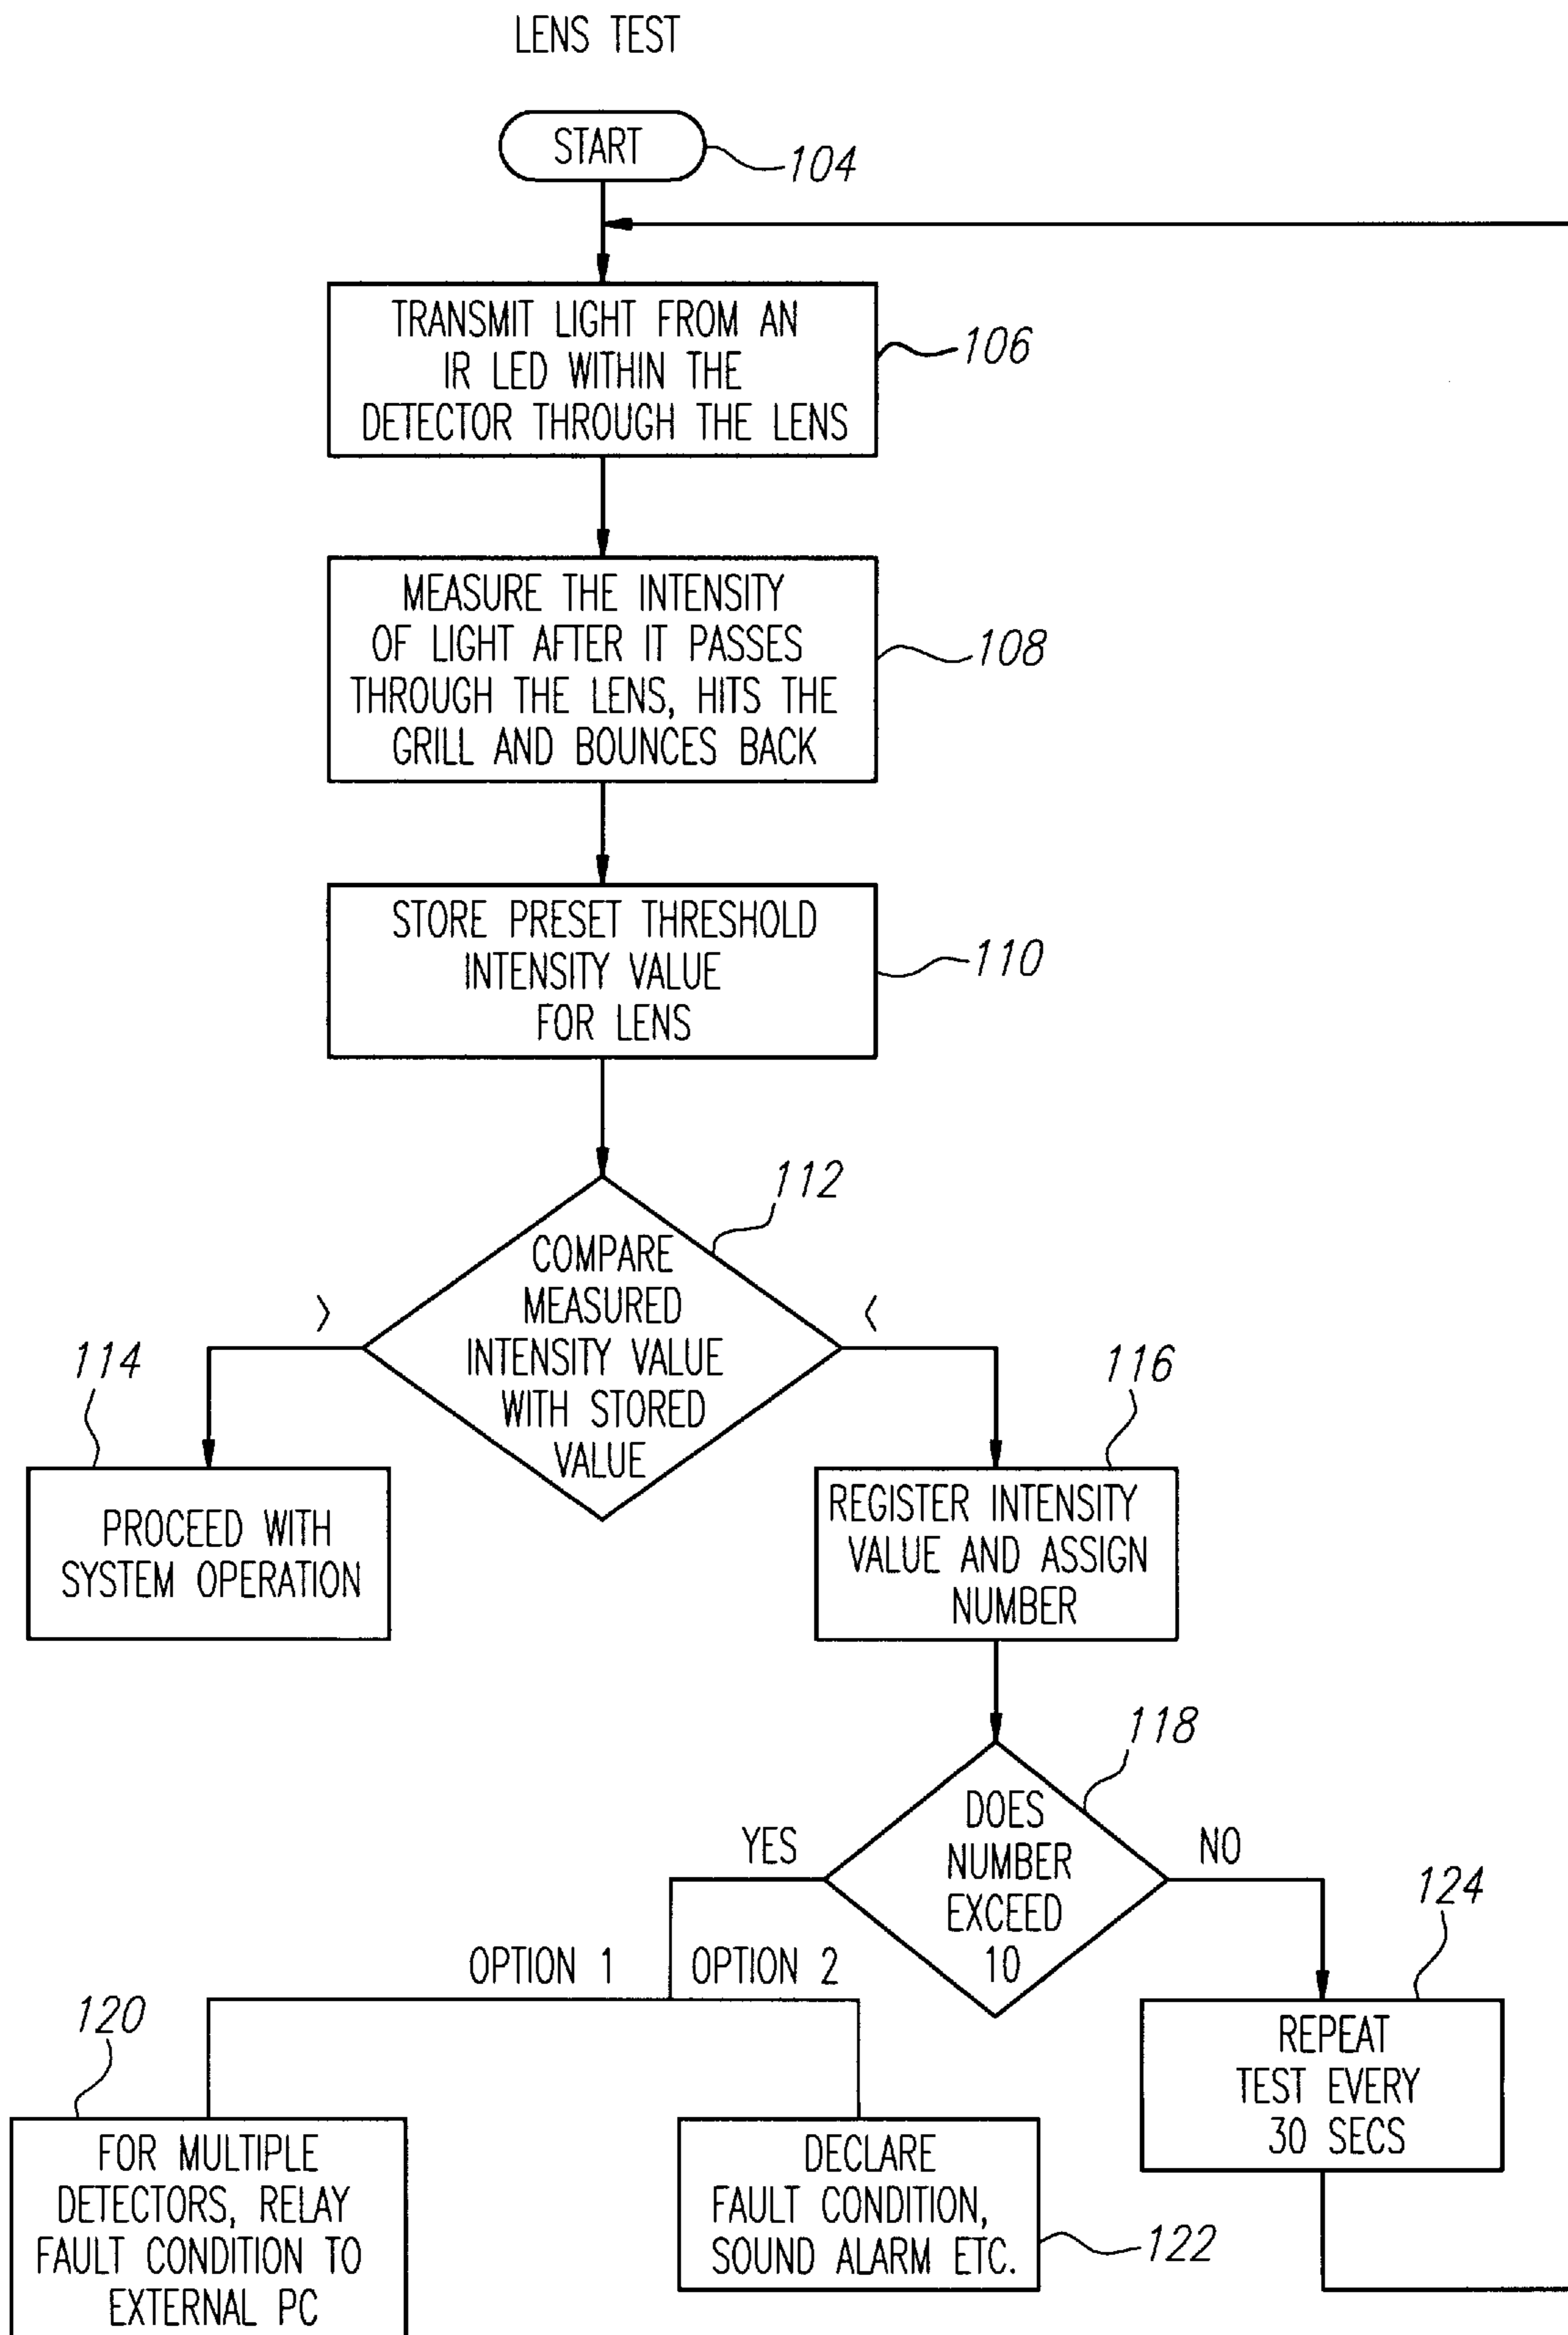 LENS TEST
START
104
TRANSMIT LIGHT FROM AN
IR LED WITHIN THE
DETECTOR THROUGH THE LENS
106
MEASURE THE INTENSITY
OF LIGHT AFTER IT PASSES
THROUGH THE LENS, HITS THE
GRILL AND BOUNCES BACK
108
STORE PRESET THRESHOLD
INTENSITY VALUE
FOR LENS
110
112
COMPARE
MEASURED
INTENSITY VALUE
WITH STORED
VALUE
>
<
114
PROCEED WITH
SYSTEM OPERATION
116
REGISTER INTENSITY
VALUE AND ASSIGN
NUMBER
118
DOES
NUMBER
EXCEED
10
YES
NO
OPTION 1
OPTION 2
124
REPEAT
TEST EVERY
30 SECS
120
FOR MULTIPLE
DETECTORS, RELAY
FAULT CONDITION TO
EXTERNAL PC
DECLARE
FAULT CONDITION,
SOUND ALARM ETC.
122